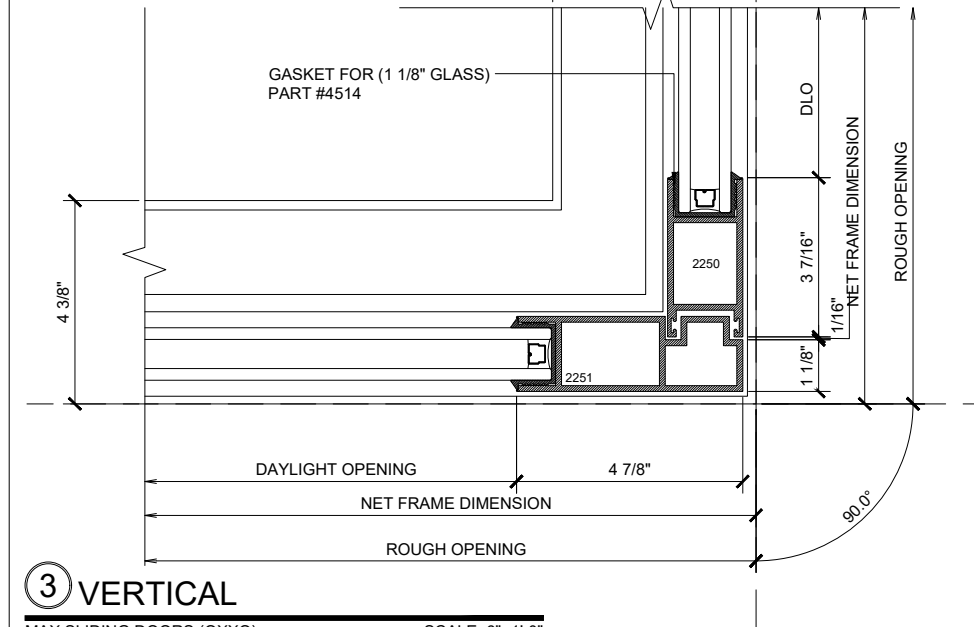 GASKET FOR (1 1/8" GLASS)
PART #4514
DLO
NET FRAME DIMENSION
ROUGH OPENING
4 3/8"
2250
3 7/16"
1/16"
1 1/8"
2251
DAYLIGHT OPENING
4 7/8"
NET FRAME DIMENSION
90.0°
ROUGH OPENING
3 VERTICAL